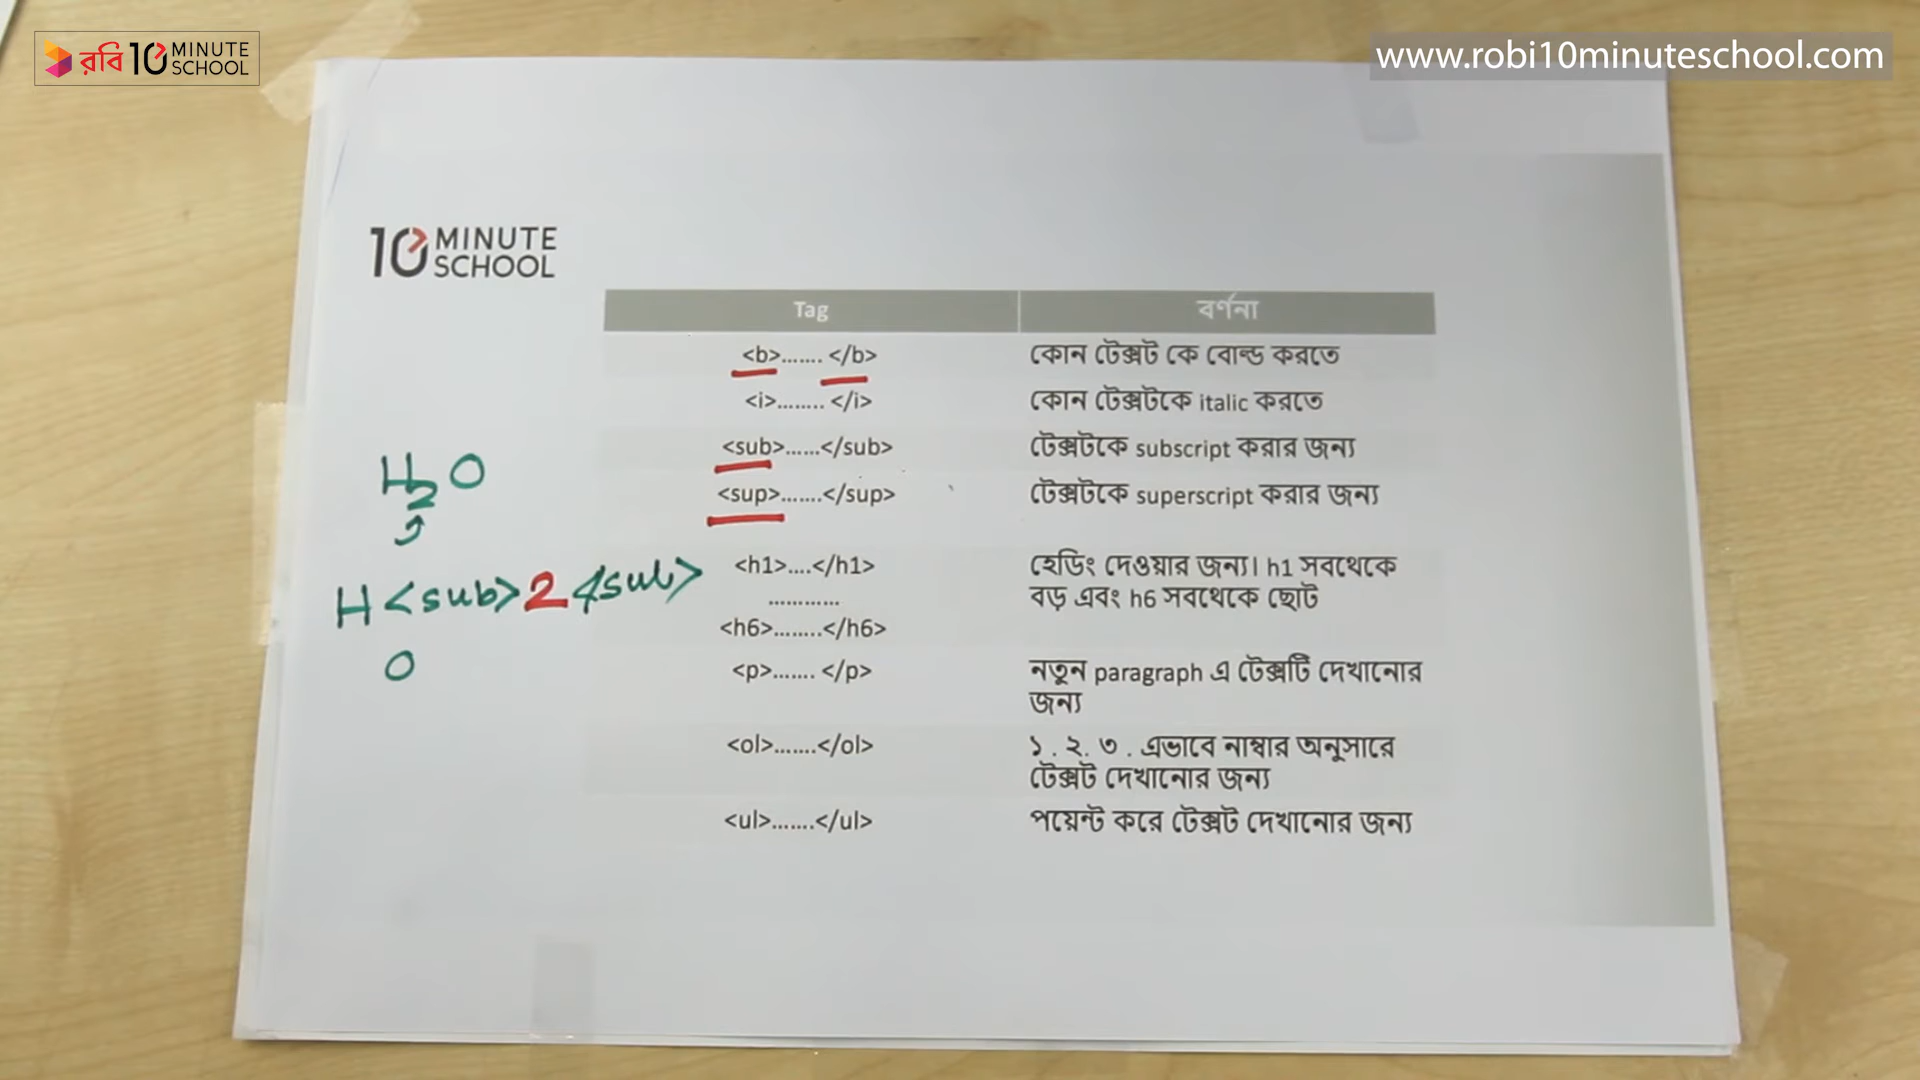 রবি 10 MINUTE SCHOOL
www.robi10minuteschool.com
10 MINUTE SCHOOL
Tag বর্ণনা
<b>....... </b> কোন টেক্সট কে বোল্ড করতে
<i>........ </i> কোন টেক্সটকে italic করতে
<sub>......</sub> টেক্সটকে subscript করার জন্য
<sup>.......</sup> টেক্সটকে superscript করার জন্য
<h1>....</h1> হেডিং দেওয়ার জন্য। h1 সবথেকে
............ বড় এবং h6 সবথেকে ছোট
<h6>........</h6>
<p>....... </p> নতুন paragraph এ টেক্সটি দেখানোর
জন্য
<ol>.......</ol> ১ . ২. ৩ . এভাবে নাম্বার অনুসারে
টেক্সট দেখানোর জন্য
<ul>.......</ul> পয়েন্ট করে টেক্সট দেখানোর জন্য
H2O
H <sub> 2 </sub>
O